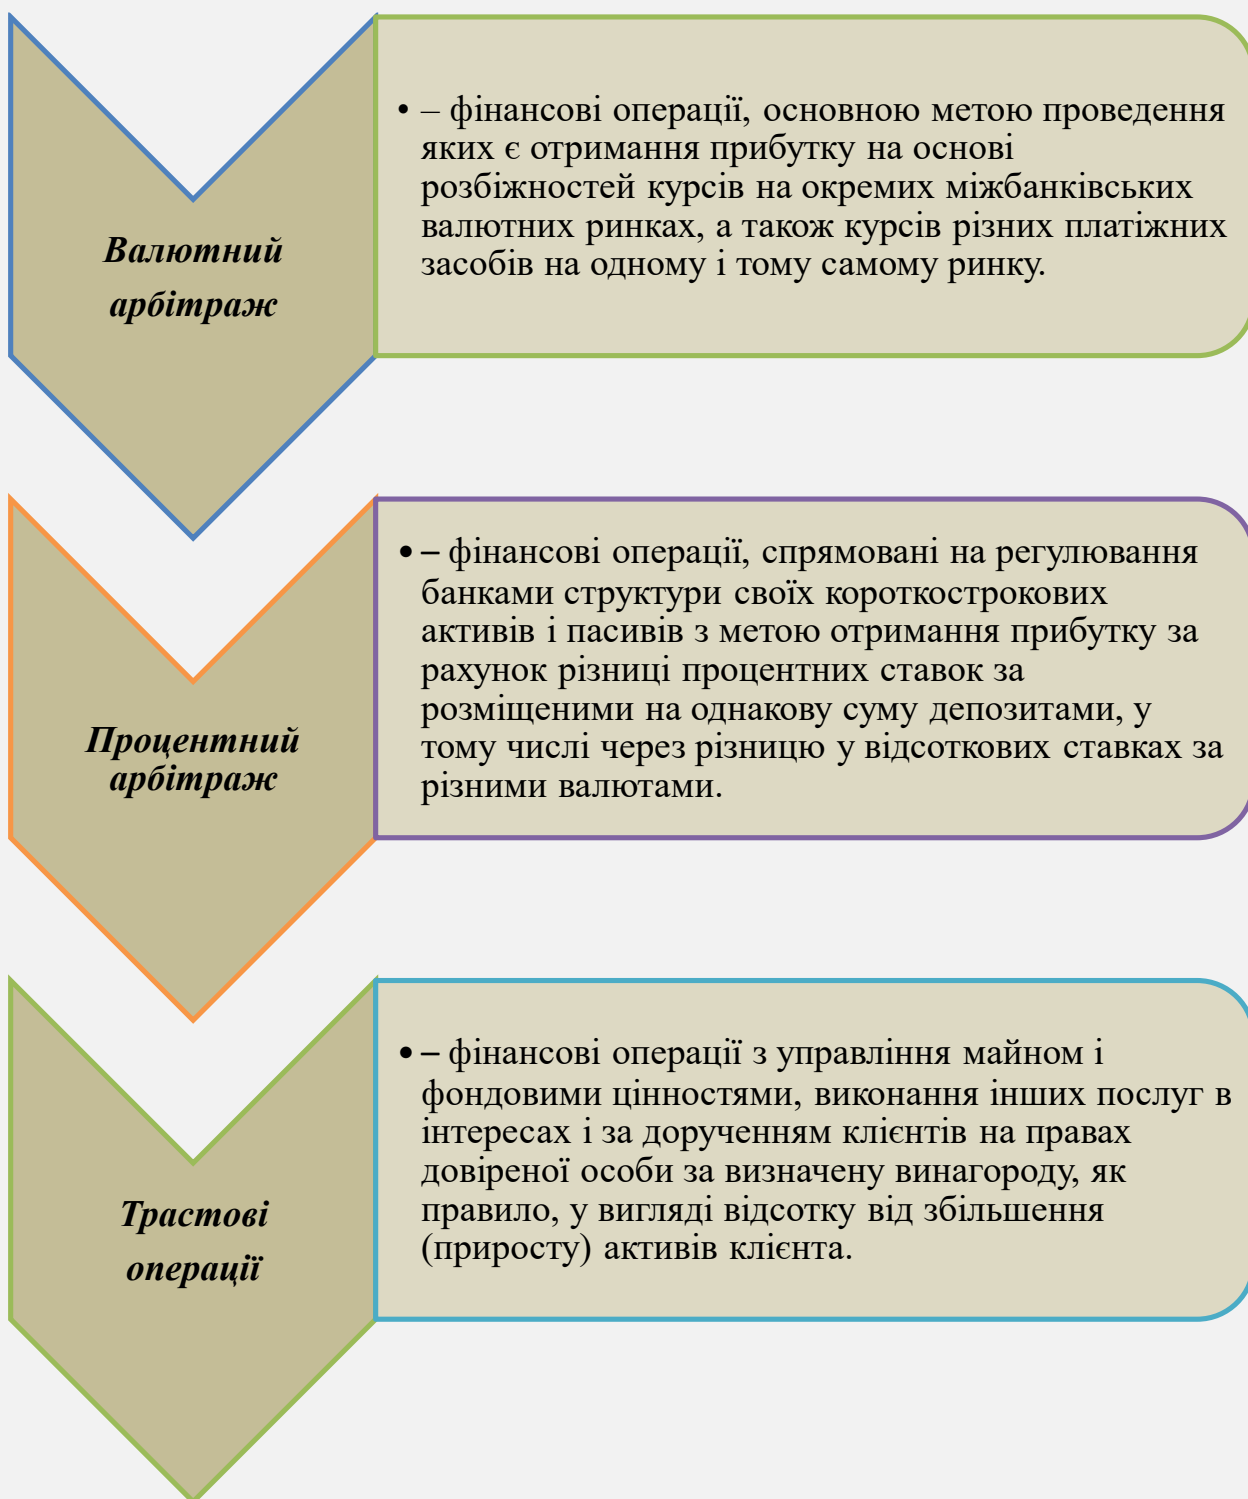 Валютний
арбітраж
• – фінансові операції, основною метою проведення
яких є отримання прибутку на основі
розбіжностей курсів на окремих міжбанківських
валютних ринках, а також курсів різних платіжних
засобів на одному і тому самому ринку.
Процентний
арбітраж
• – фінансові операції, спрямовані на регулювання
банками структури своїх короткострокових
активів і пасивів з метою отримання прибутку за
рахунок різниці процентних ставок за
розміщеними на однакову суму депозитами, у
тому числі через різницю у відсоткових ставках за
різними валютами.
Трастові
операції
• – фінансові операції з управління майном і
фондовими цінностями, виконання інших послуг в
інтересах і за дорученням клієнтів на правах
довіреної особи за визначену винагороду, як
правило, у вигляді відсотку від збільшення
(приросту) активів клієнта.